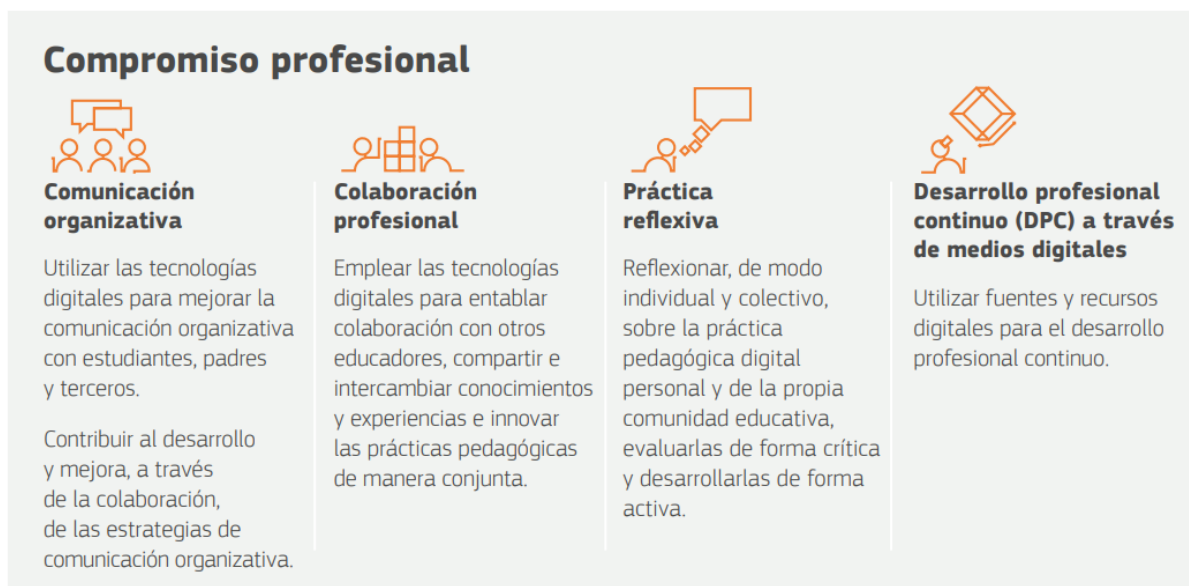 Compromiso profesional
Comunicación
organizativa
Utilizar las tecnologías
digitales para mejorar la
comunicación organizativa
con estudiantes, padres
y terceros.
Contribuir al desarrollo
y mejora, a través
de la colaboración,
de las estrategias de
comunicación organizativa.
Colaboración
profesional
Emplear las tecnologías
digitales para entablar
colaboración con otros
educadores, compartir e
intercambiar conocimientos
y experiencias e innovar
las prácticas pedagógicas
de manera conjunta.
Práctica
reflexiva
Reflexionar, de modo
individual y colectivo,
sobre la práctica
pedagógica digital
personal y de la propia
comunidad educativa,
evaluarlas de forma crítica
y desarrollarlas de forma
activa.
Desarrollo profesional
continuo (DPC) a través
de medios digitales
Utilizar fuentes y recursos
digitales para el desarrollo
profesional continuo.